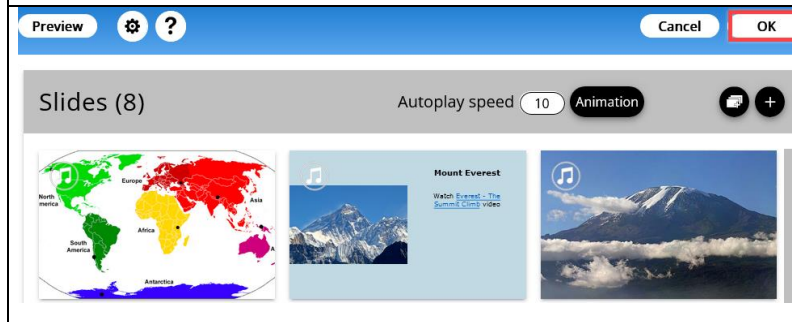 Preview
?
Cancel
OK
Slides (8)
Autoplay speed
10
Animation
+
North
merica
Europe
Asia
Africa
South
America
A
Antarctica
Mount Everest
Watch Everest - The
Summit Climb video